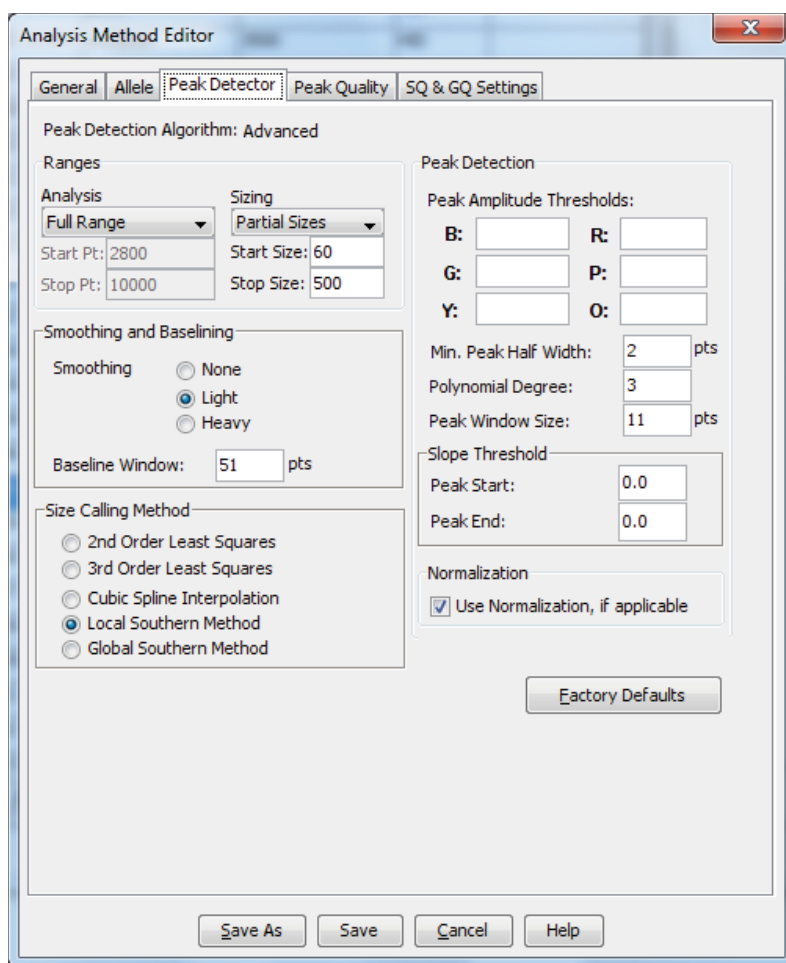 Analysis Method Editor
General Allele Peak Detector Peak Quality SQ & GQ Settings
Peak Detection Algorithm: Advanced
Ranges
Analysis
Full Range
Start Pt: 2800
Stop Pt: 10000
Sizing
Partial Sizes
Start Size: 60
Stop Size: 500
Smoothing and Baselining
Smoothing
None
Light
Heavy
Baseline Window: 51 pts
Size Calling Method
2nd Order Least Squares
3rd Order Least Squares
Cubic Spline Interpolation
Local Southern Method
Global Southern Method
Peak Detection
Peak Amplitude Thresholds:
B: R:
G: P:
Y: O:
Min. Peak Half Width: 2 pts
Polynomial Degree: 3
Peak Window Size: 11 pts
Slope Threshold
Peak Start: 0.0
Peak End: 0.0
Normalization
Use Normalization, if applicable
Factory Defaults
Save As Save Cancel Help